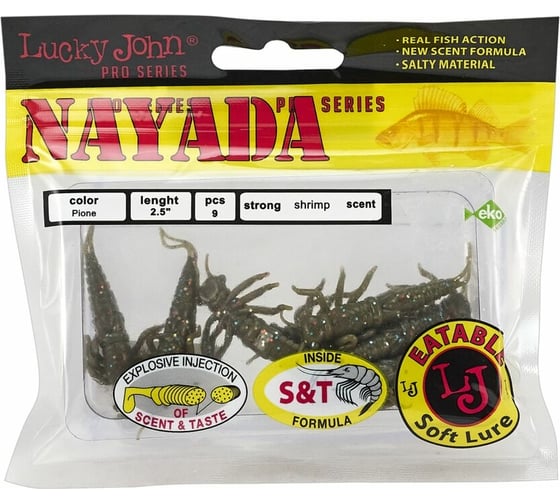 Lucky John®
PRO SERIES
• REAL FISH ACTION
• NEW SCENT FORMULA
• SALTY MATERIAL
NAYADA
PRO SERIES
color
Pione
lenght
2.5"
pcs
9
strong shrimp scent
eko
EXPLOSIVE INJECTION
OF
SCENT & TASTE
INSIDE
S&T
FORMULA
EATABLE
LJ
LJ
LJ
Soft Lure